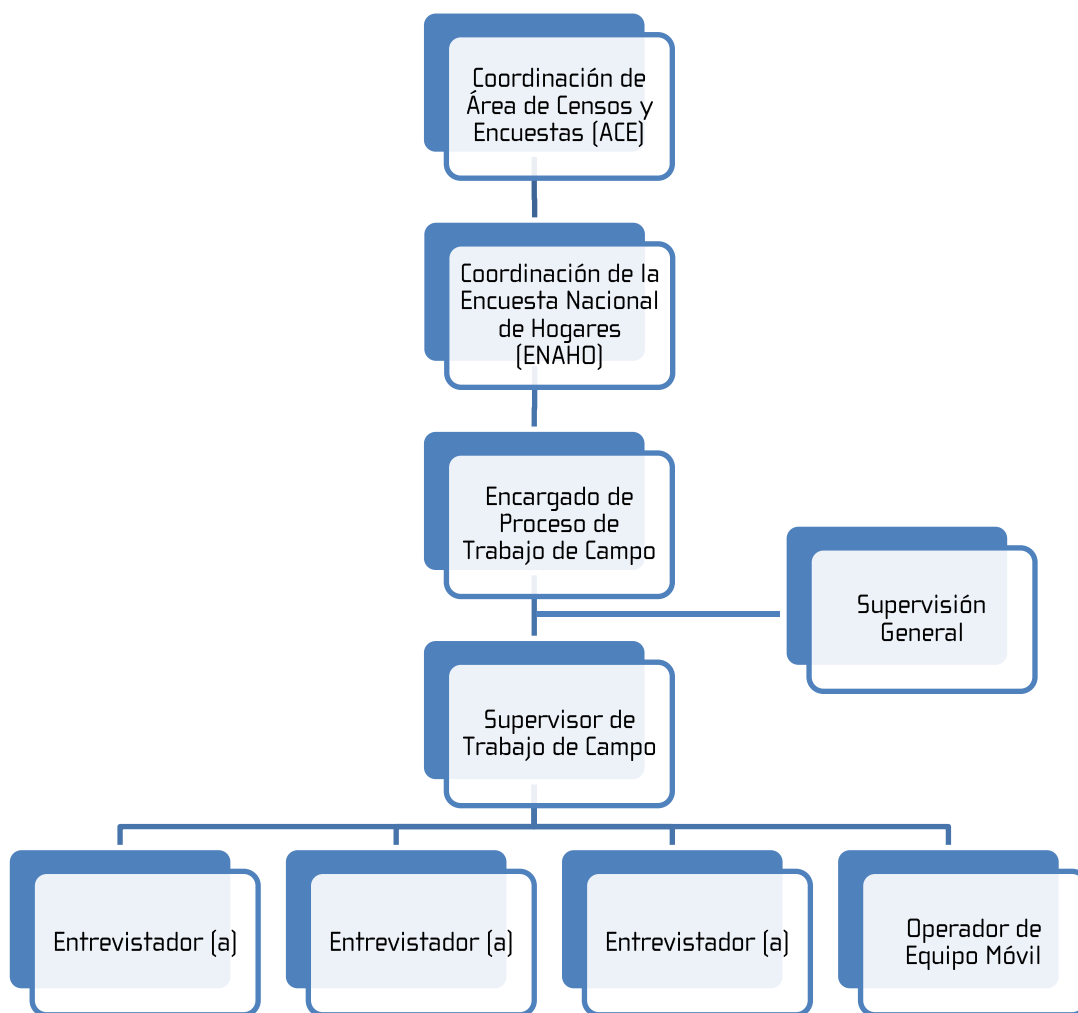 Coordinación de
Área de Censos y
Encuestas (ACE)
Coordinación de la
Encuesta Nacional
de Hogares
(ENAHO)
Encargado de
Proceso de
Trabajo de Campo
Supervisión
General
Supervisor de
Trabajo de Campo
Entrevistador (a)
Entrevistador (a)
Entrevistador (a)
Operador de
Equipo Móvil